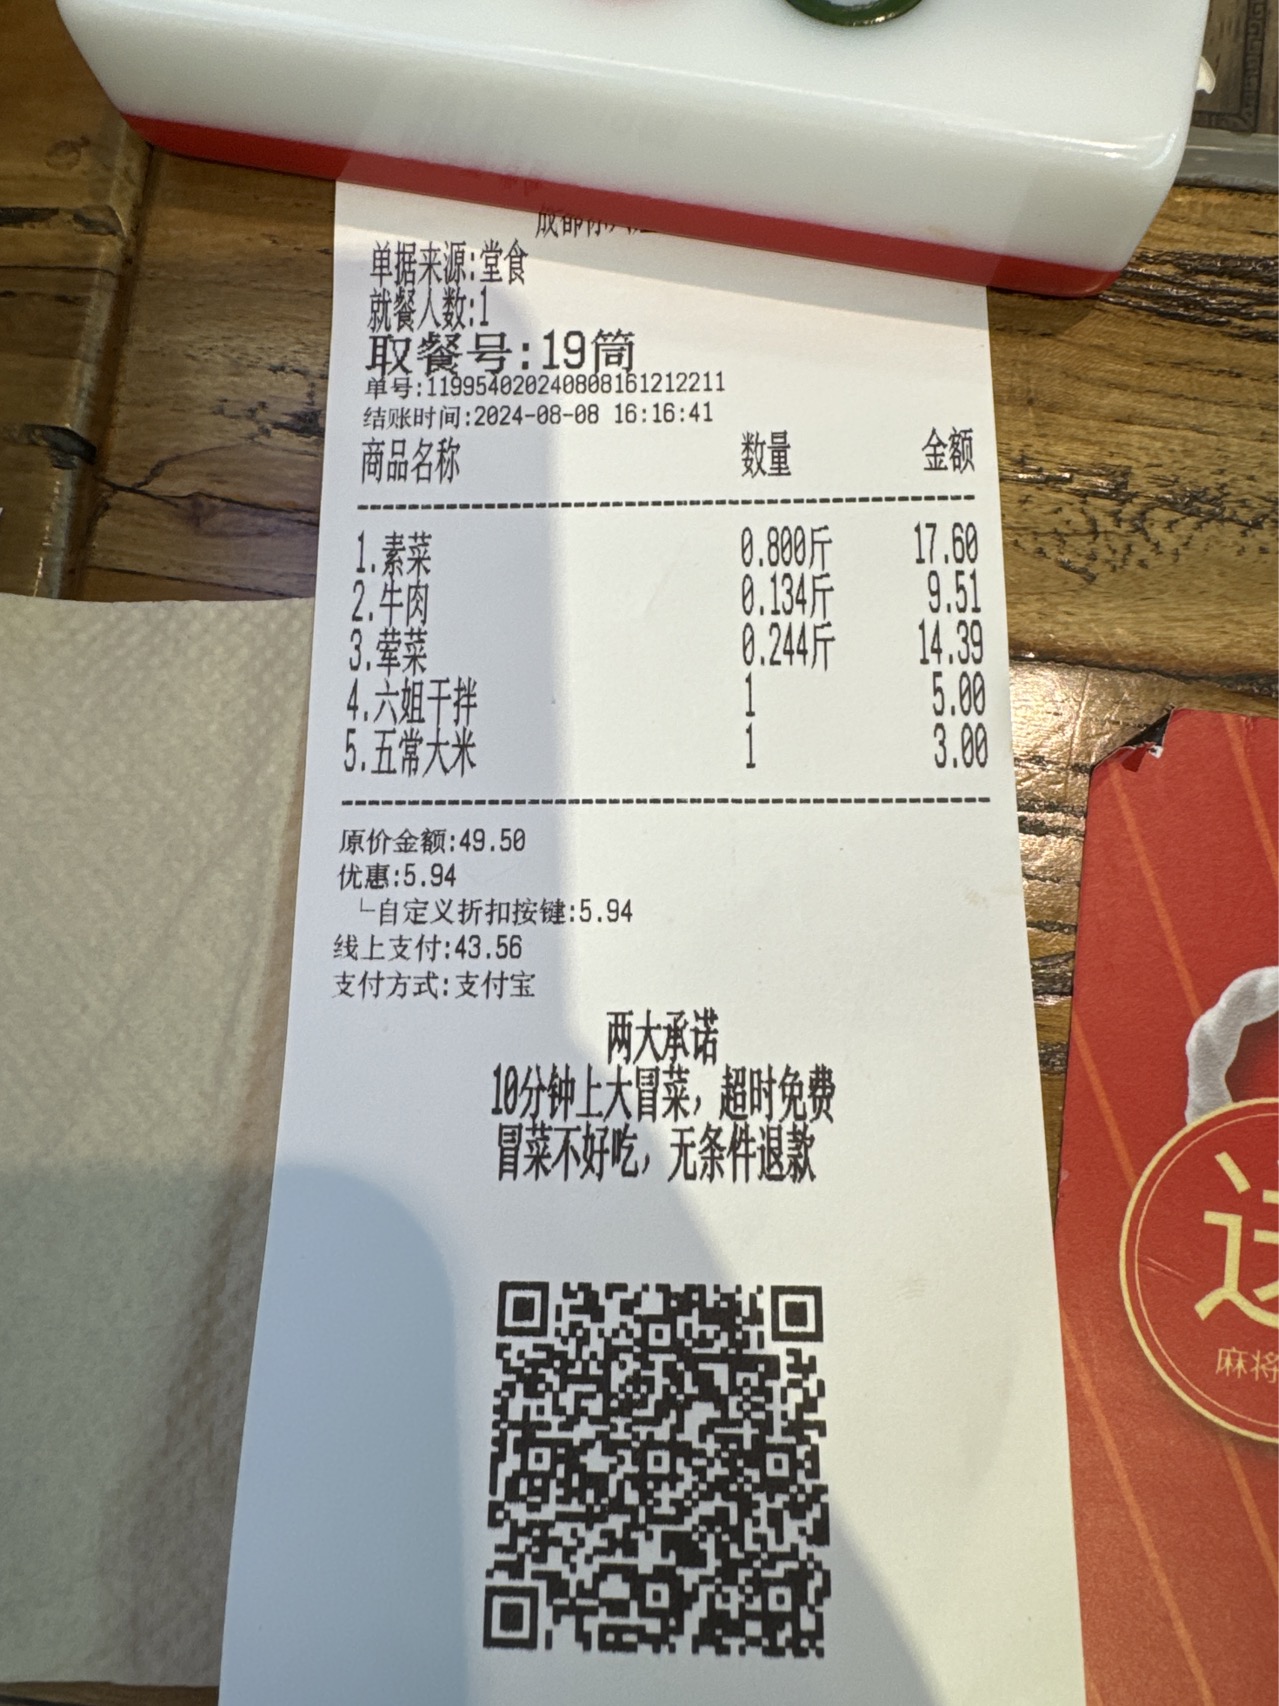 成都
单据来源:堂食
就餐人数:1
取餐号:19筒
单号:119954020240808161212211
结账时间:2024-08-08 16:16:41
商品名称 数量 金额
1.素菜 0.800斤 17.60
2.牛肉 0.134斤 9.51
3.荤菜 0.244斤 14.39
4.六姐干拌 1 5.00
5.五常大米 1 3.00
原价金额:49.50
优惠:5.94
└自定义折扣按键:5.94
线上支付:43.56
支付方式:支付宝
两大承诺
10分钟上大冒菜，超时免费
冒菜不好吃，无条件退款
送
麻将